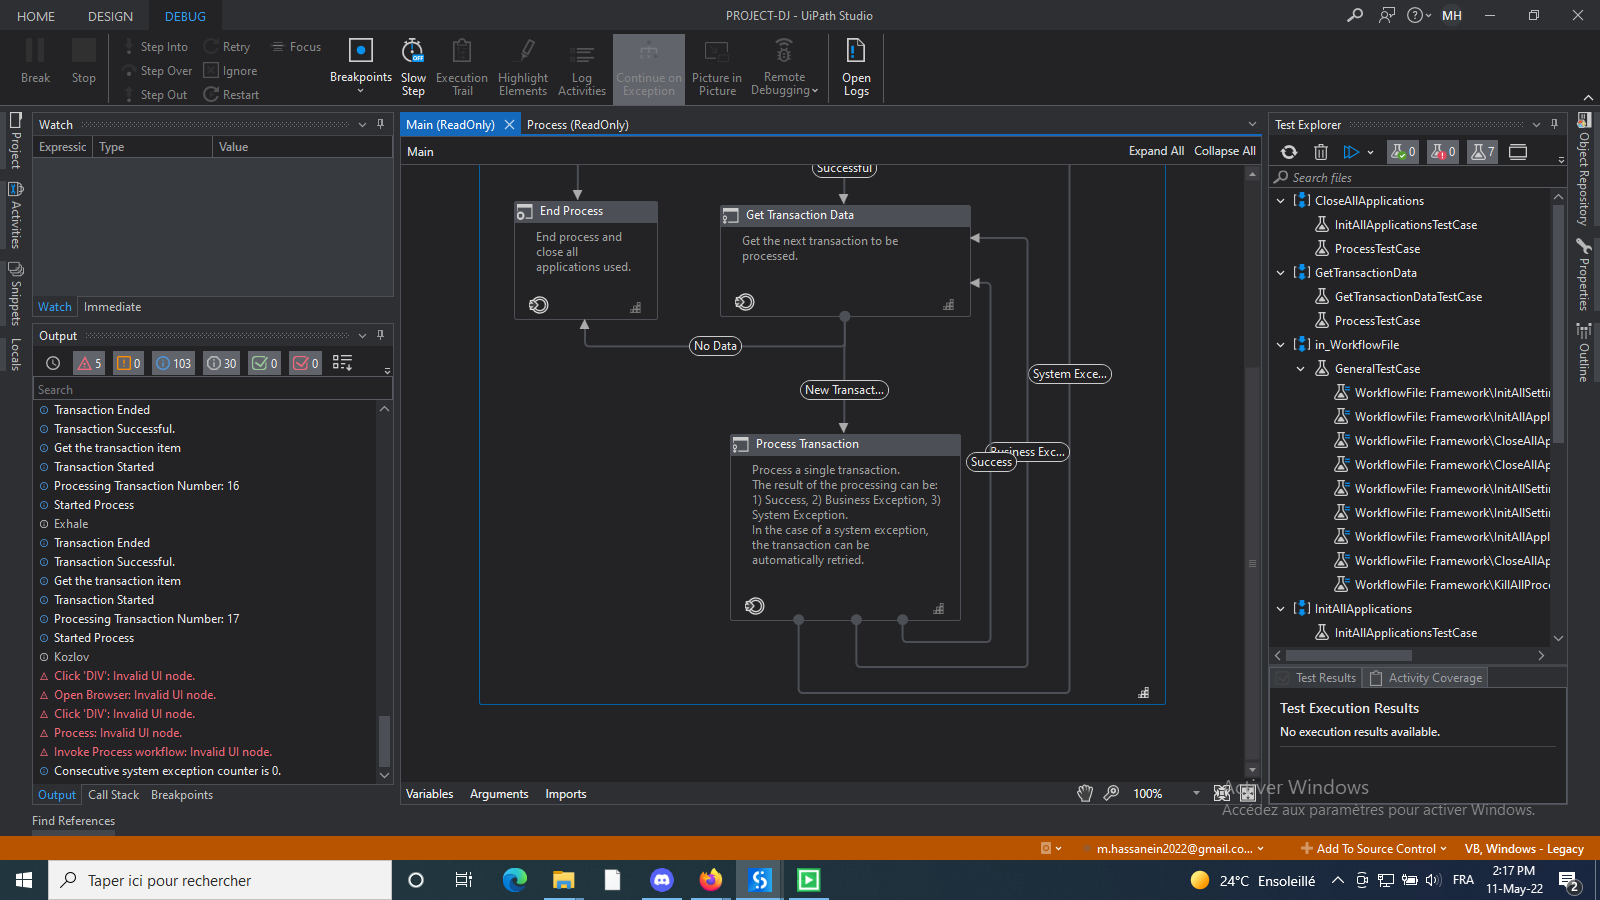 HOME DESIGN DEBUG
PROJECT-DJ - UiPath Studio
MH
Break
Stop
Step Into
Step Over
Step Out
Retry
Ignore
Restart
Focus
Breakpoints
OFF
Slow
Step
Execution
Trail
Highlight
Elements
Log
Activities
Continue on
Exception
Picture in
Picture
Remote
Debugging
Open
Logs
Project
Activities
Snippets
Locals
Watch
Expressic Type Value
Watch Immediate
Output
5 0 103 30 0 0
Search
Transaction Ended
Transaction Successful.
Get the transaction item
Transaction Started
Processing Transaction Number: 16
Started Process
Exhale
Transaction Ended
Transaction Successful.
Get the transaction item
Transaction Started
Processing Transaction Number: 17
Started Process
Kozlov
Click 'DIV': Invalid UI node.
Open Browser: Invalid UI node.
Click 'DIV': Invalid UI node.
Process: Invalid UI node.
Invoke Process workflow: Invalid UI node.
Consecutive system exception counter is 0.
Output Call Stack Breakpoints
Find References
Main (ReadOnly) Process (ReadOnly)
Main
Expand All Collapse All
Successful
End Process
End process and
close all
applications used.
Get Transaction Data
Get the next transaction to be
processed.
No Data
New Transact...
System Exce...
Business Exc...
Success
Process Transaction
Process a single transaction.
The result of the processing can be:
1) Success, 2) Business Exception, 3)
System Exception.
In the case of a system exception,
the transaction can be
automatically retried.
Variables Arguments Imports
100%
Test Explorer
0 0 7
Search files
CloseAllApplications
InitAllApplicationsTestCase
ProcessTestCase
GetTransactionData
GetTransactionDataTestCase
ProcessTestCase
in_WorkflowFile
GeneralTestCase
WorkflowFile: Framework\InitAllSetti
WorkflowFile: Framework\InitAllAppl
WorkflowFile: Framework\CloseAllAp
WorkflowFile: Framework\CloseAllAp
WorkflowFile: Framework\InitAllSetti
WorkflowFile: Framework\InitAllSetti
WorkflowFile: Framework\InitAllAppl
WorkflowFile: Framework\CloseAllAp
WorkflowFile: Framework\KillAllProc
InitAllApplications
InitAllApplicationsTestCase
Test Results Activity Coverage
Test Execution Results
No execution results available.
Object Repository
Properties
Outline
Activer Windows
Accédez aux paramètres pour activer Windows.
m.hassanein2022@gmail.co...
Add To Source Control
VB, Windows - Legacy
Taper ici pour rechercher
24°C Ensoleillé
FRA
2:17 PM
11-May-22
2